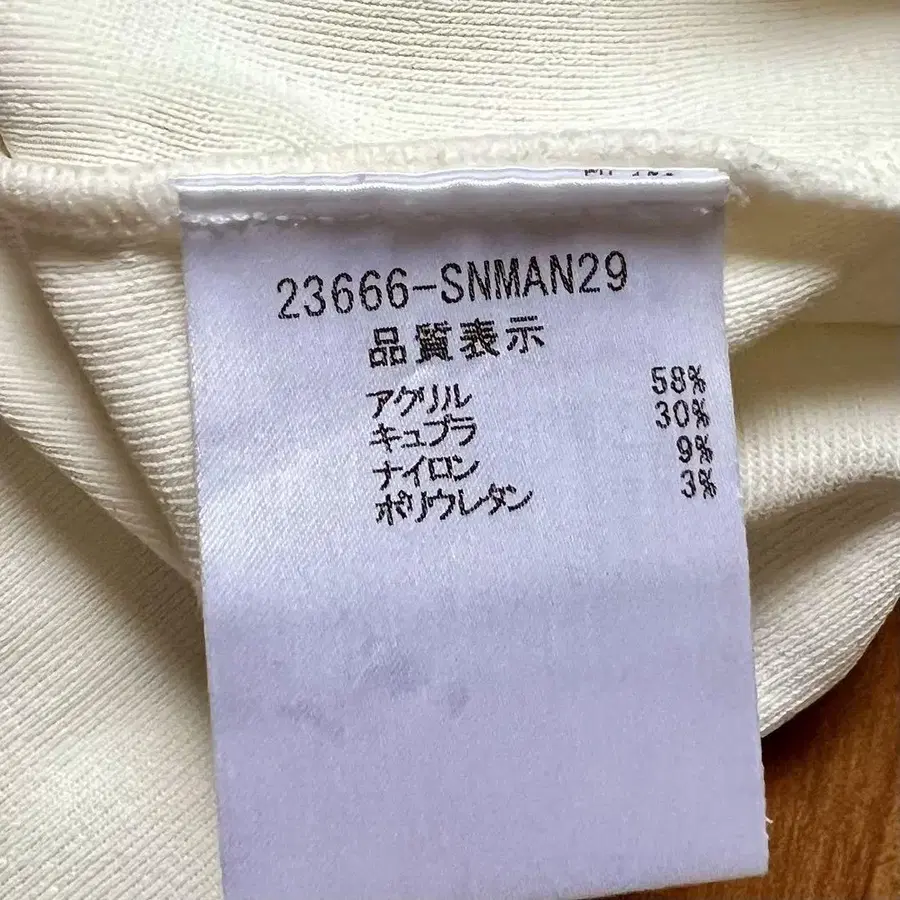 23666-SNMAN29
品質表示
アクリル 58%
キュプラ 30%
ナイロン 9%
ポリウレタン 3%